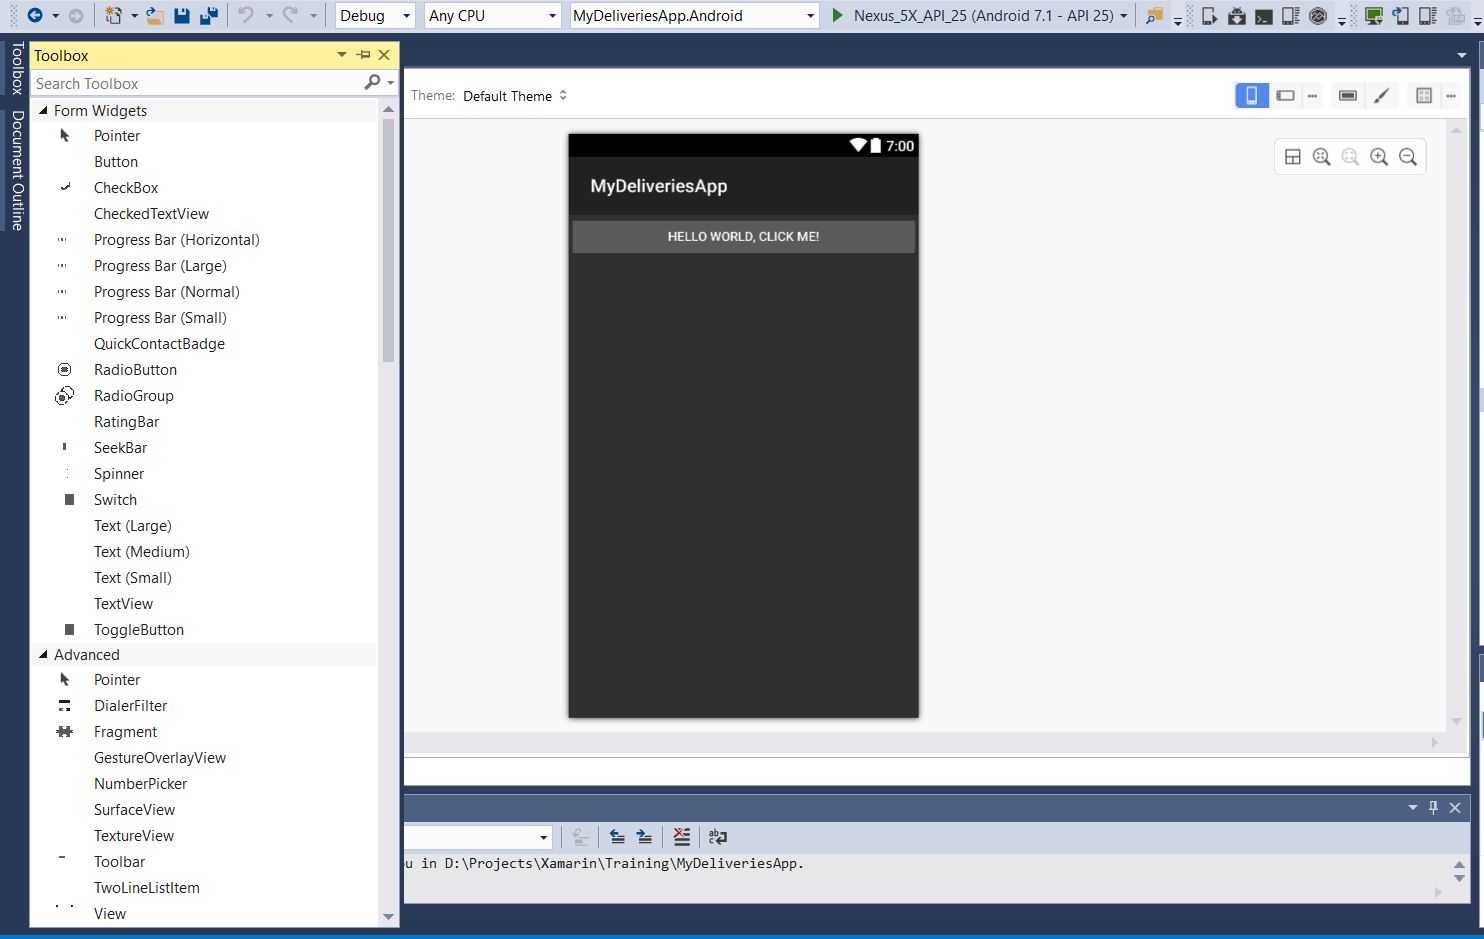 Debug
Any CPU
MyDeliveriesApp.Android
Nexus_5X_API_25 (Android 7.1 - API 25)
Toolbox
Document Outline
Toolbox
Search Toolbox
Form Widgets
Pointer
Button
CheckBox
CheckedTextView
Progress Bar (Horizontal)
Progress Bar (Large)
Progress Bar (Normal)
Progress Bar (Small)
QuickContactBadge
RadioButton
RadioGroup
RatingBar
SeekBar
Spinner
Switch
Text (Large)
Text (Medium)
Text (Small)
TextView
ToggleButton
Advanced
Pointer
DialerFilter
Fragment
GestureOverlayView
NumberPicker
SurfaceView
TextureView
Toolbar
TwoLineListItem
View
Theme: Default Theme
7:00
MyDeliveriesApp
HELLO WORLD, CLICK ME!
u in D:\Projects\Xamarin\Training\MyDeliveriesApp.